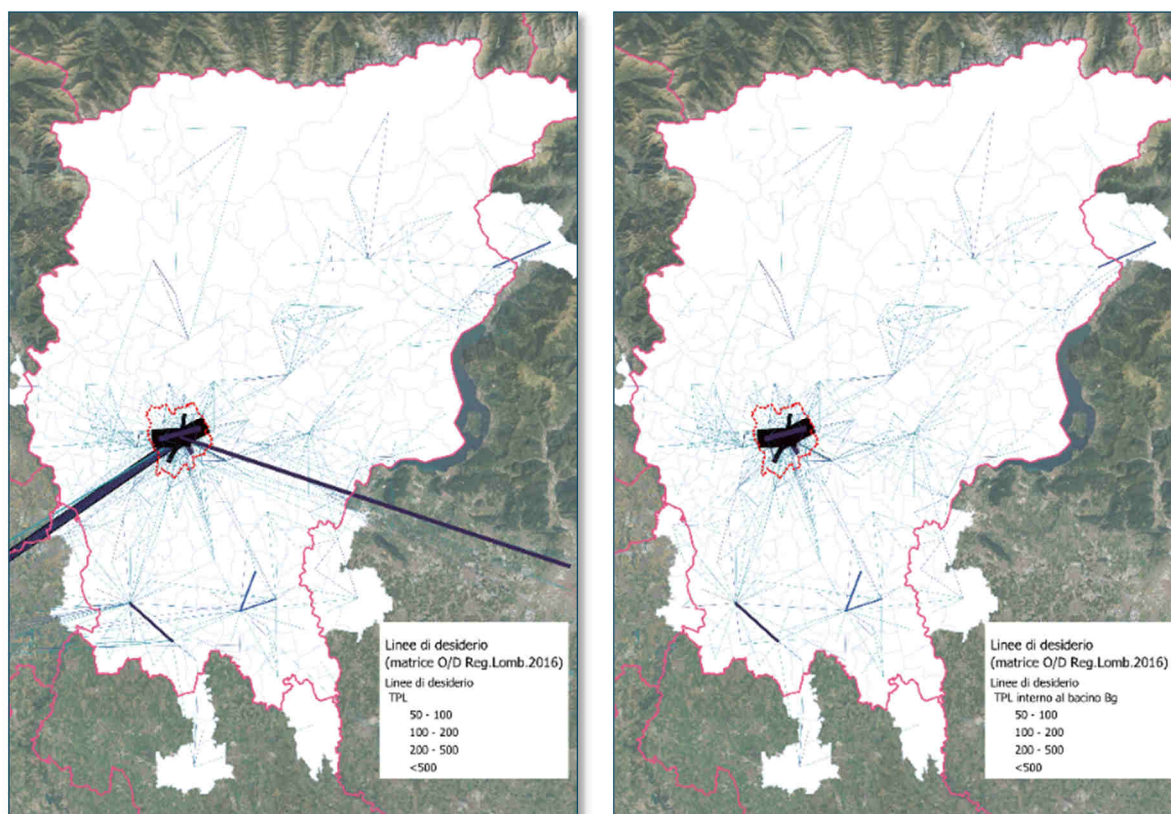 Linee di desiderio
(matrice O/D Reg.Lomb.2016)
Linee di desiderio
TPL
50 - 100
100 - 200
200 - 500
<500
Linee di desiderio
(matrice O/D Reg.Lomb.2016)
Linee di desiderio
TPL interno al bacino Bg
50 - 100
100 - 200
200 - 500
<500